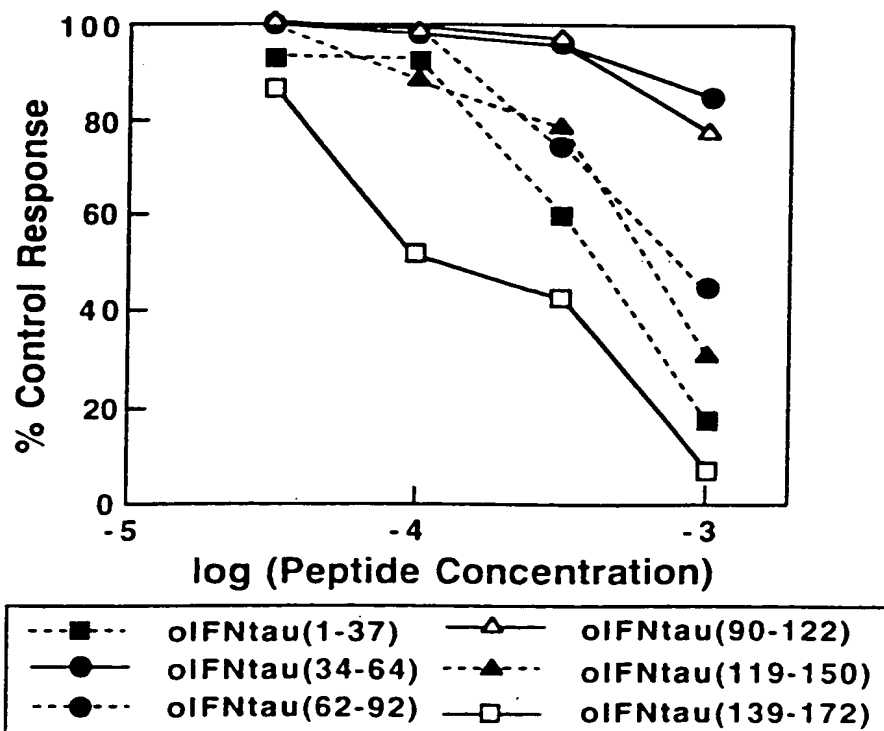 100
80
60
40
20
0
% Control Response
-5
-4
-3
log (Peptide Concentration)
oIFNtau(1-37)
oIFNtau(34-64)
oIFNtau(62-92)
oIFNtau(90-122)
oIFNtau(119-150)
oIFNtau(139-172)